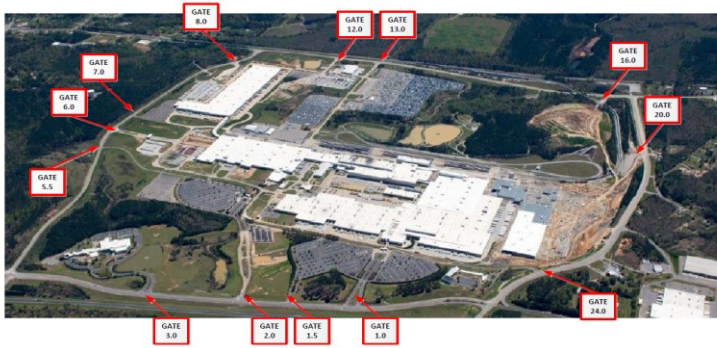 GATE
8.0
GATE
12.0
GATE
13.0
GATE
7.0
GATE
16.0
GATE
6.0
GATE
20.0
GATE
5.5
GATE
24.0
GATE
3.0
GATE
2.0
GATE
1.5
GATE
1.0